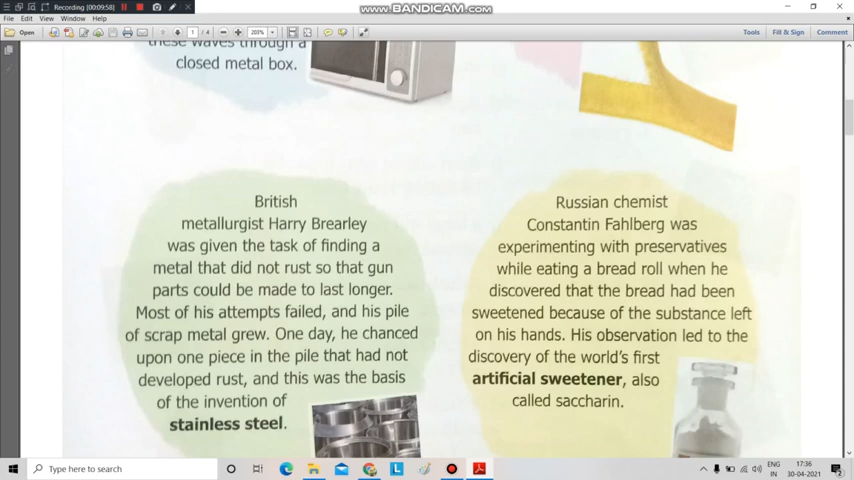 Recording [00:09:58]
www.BANDICAM.com
File Edit View Window Help
Open
1 / 4
203%
Tools Fill & Sign Comment
these waves through a
closed metal box.
British
metallurgist Harry Brearley
was given the task of finding a
metal that did not rust so that gun
parts could be made to last longer.
Most of his attempts failed, and his pile
of scrap metal grew. One day, he chanced
upon one piece in the pile that had not
developed rust, and this was the basis
of the invention of
stainless steel.
Russian chemist
Constantin Fahlberg was
experimenting with preservatives
while eating a bread roll when he
discovered that the bread had been
sweetened because of the substance left
on his hands. His observation led to the
discovery of the world's first
artificial sweetener, also
called saccharin.
Type here to search
L
ENG
IN
17:36
30-04-2021
2